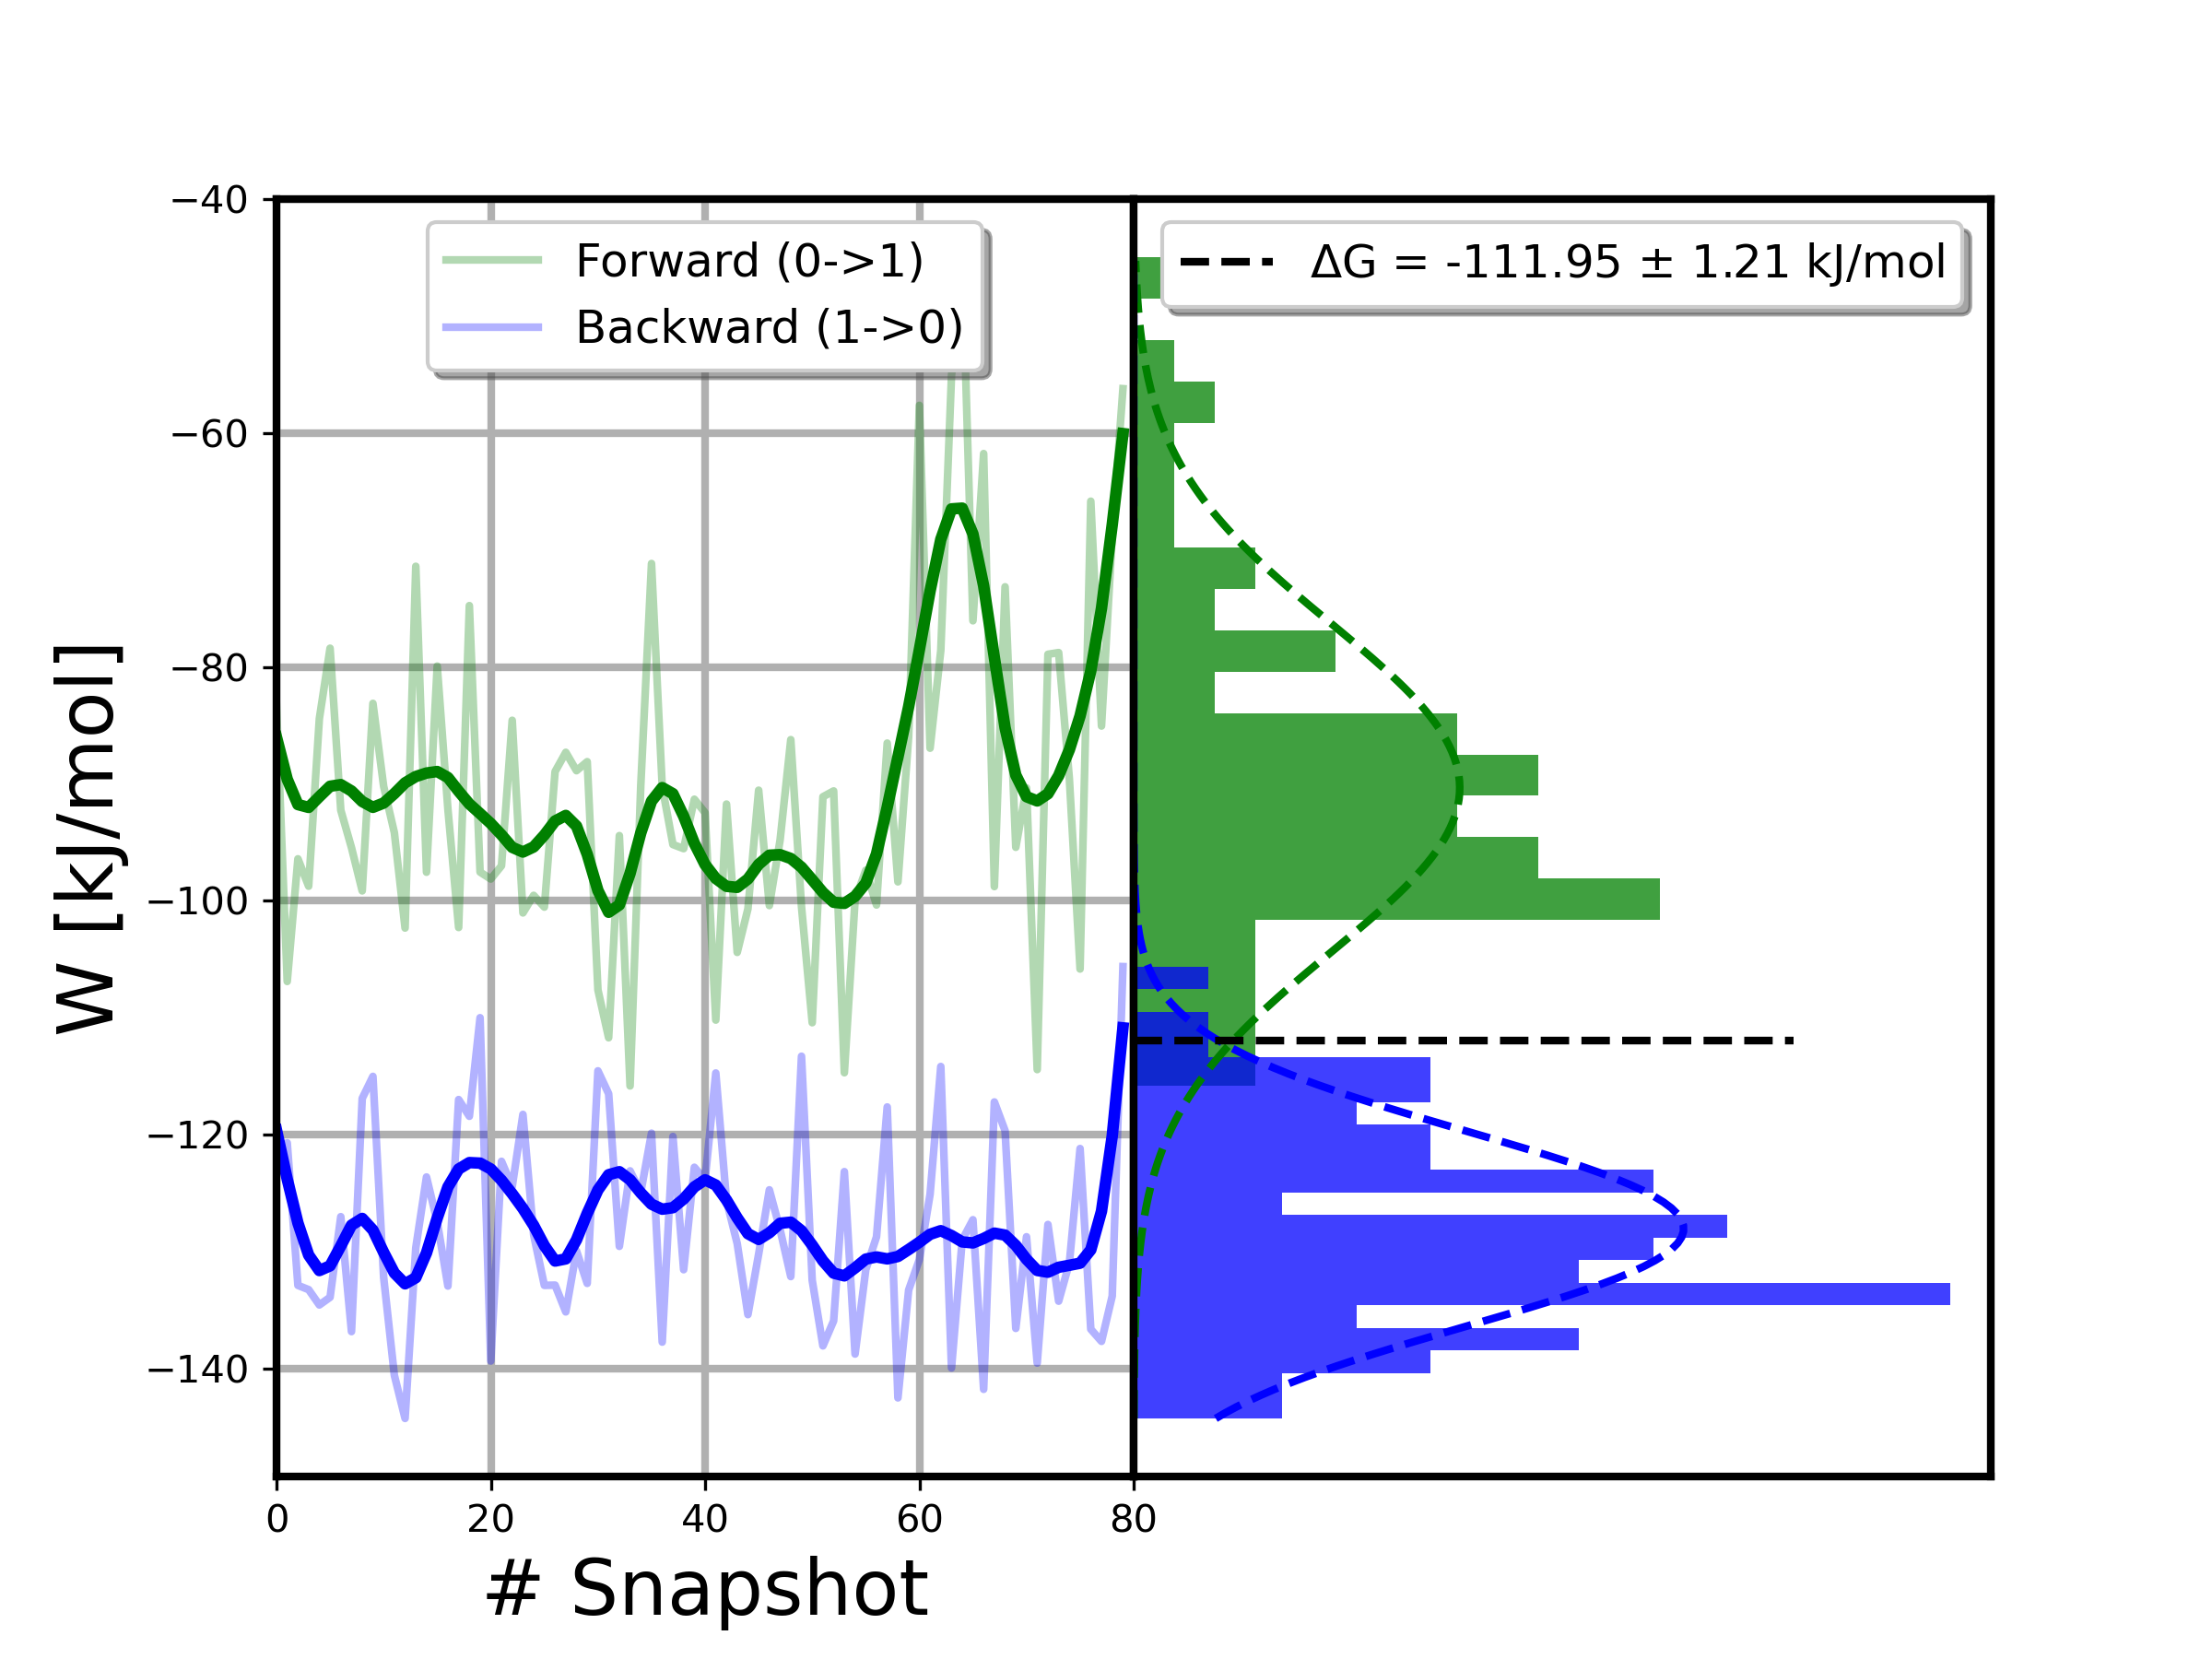 Forward (0->1)
Backward (1->0)
ΔG = -111.95 ± 1.21 kJ/mol
W [kJ/mol]
−40
−60
−80
−100
−120
−140
0 20 40 60 80
# Snapshot